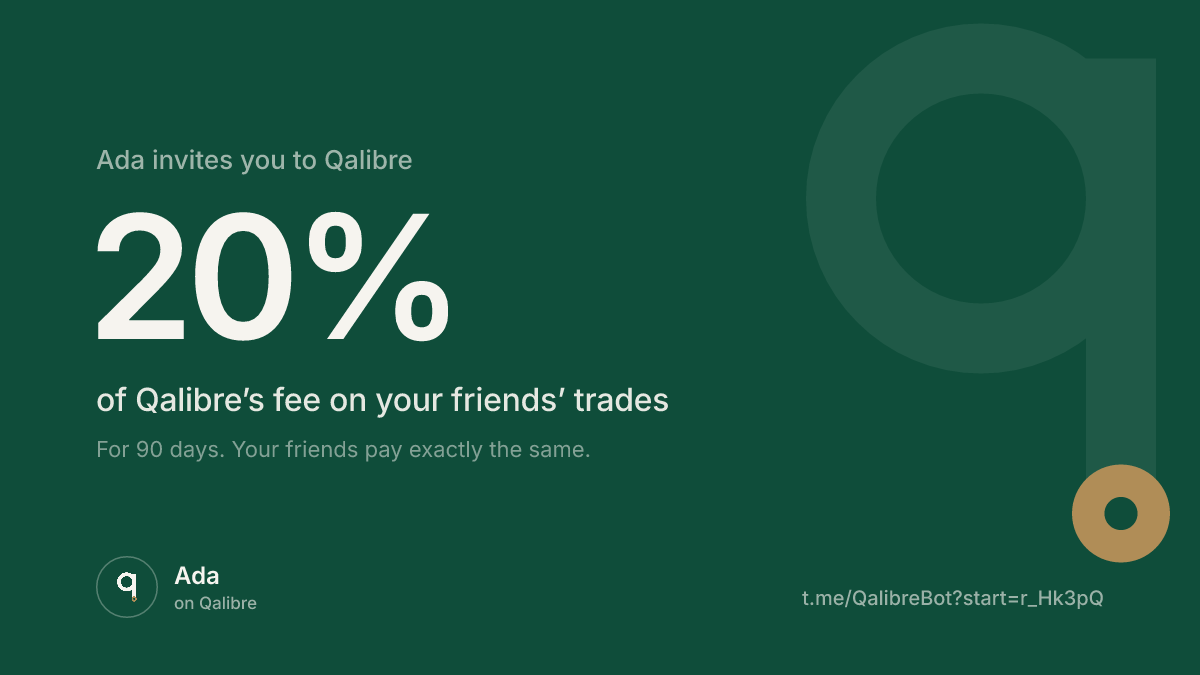 Ada invites you to Qalibre
20%
of Qalibre’s fee on your friends’ trades
For 90 days. Your friends pay exactly the same.
Ada
on Qalibre
t.me/QalibreBot?start=r_Hk3pQ